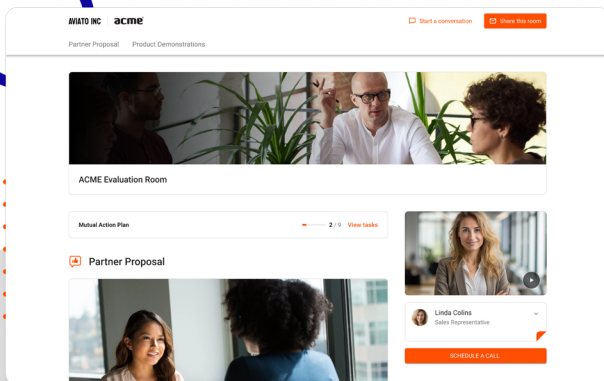 AVIATO INC acme
Start a conversation
Share this room
Partner Proposal Product Demonstrations
ACME Evaluation Room
Mutual Action Plan 2 / 9 View tasks
Partner Proposal
Linda Colins
Sales Representative
SCHEDULE A CALL